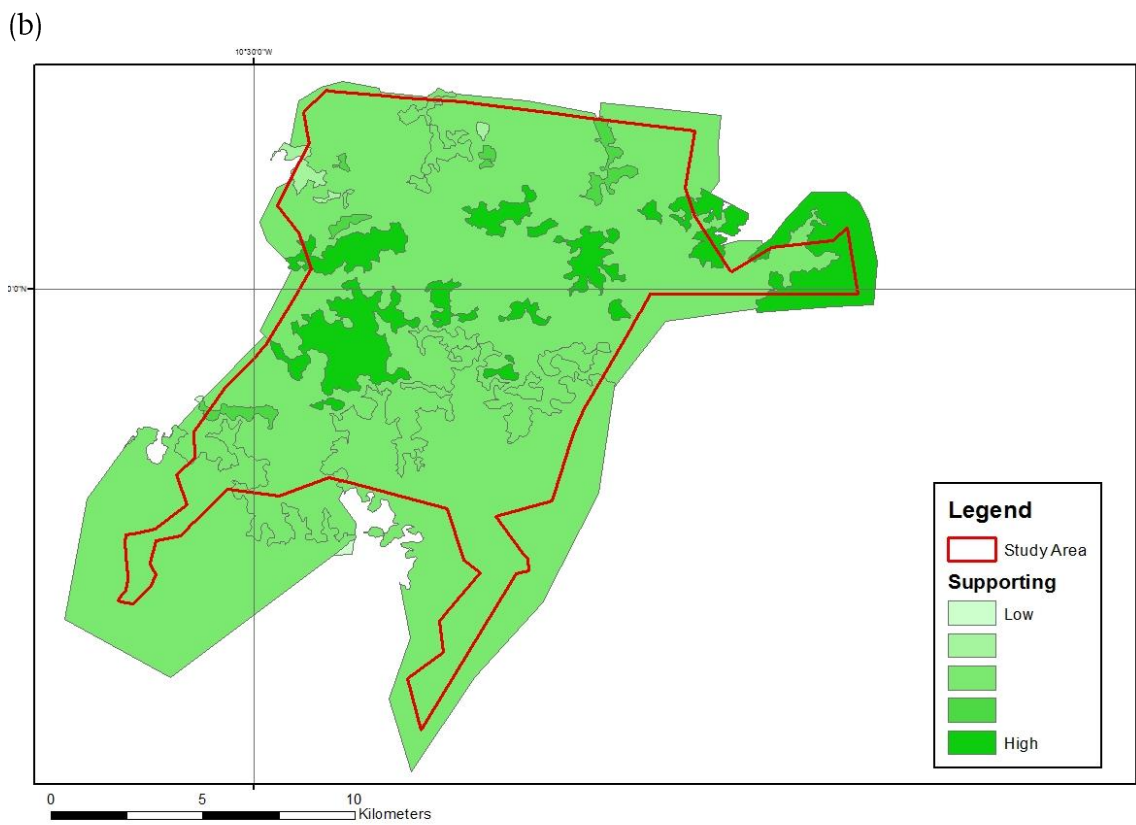 (b)
10°30'0"W
0'0"N
Legend
Study Area
Supporting
Low
High
0 5 10
Kilometers